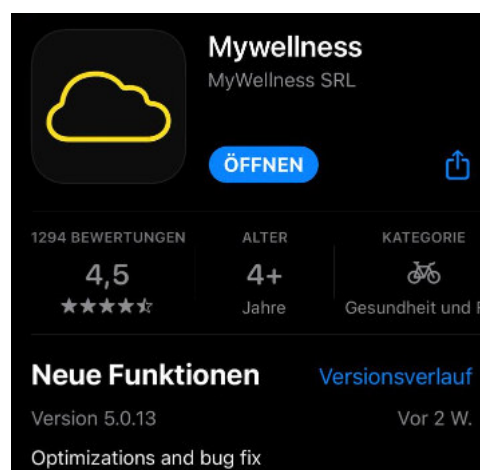 Mywellness
MyWellness SRL
ÖFFNEN
1294 BEWERTUNGEN
ALTER
KATEGORIE
4,5
4+
Jahre
Gesundheit und
Neue Funktionen
Versionsverlauf
Version 5.0.13
Vor 2 W.
Optimizations and bug fix